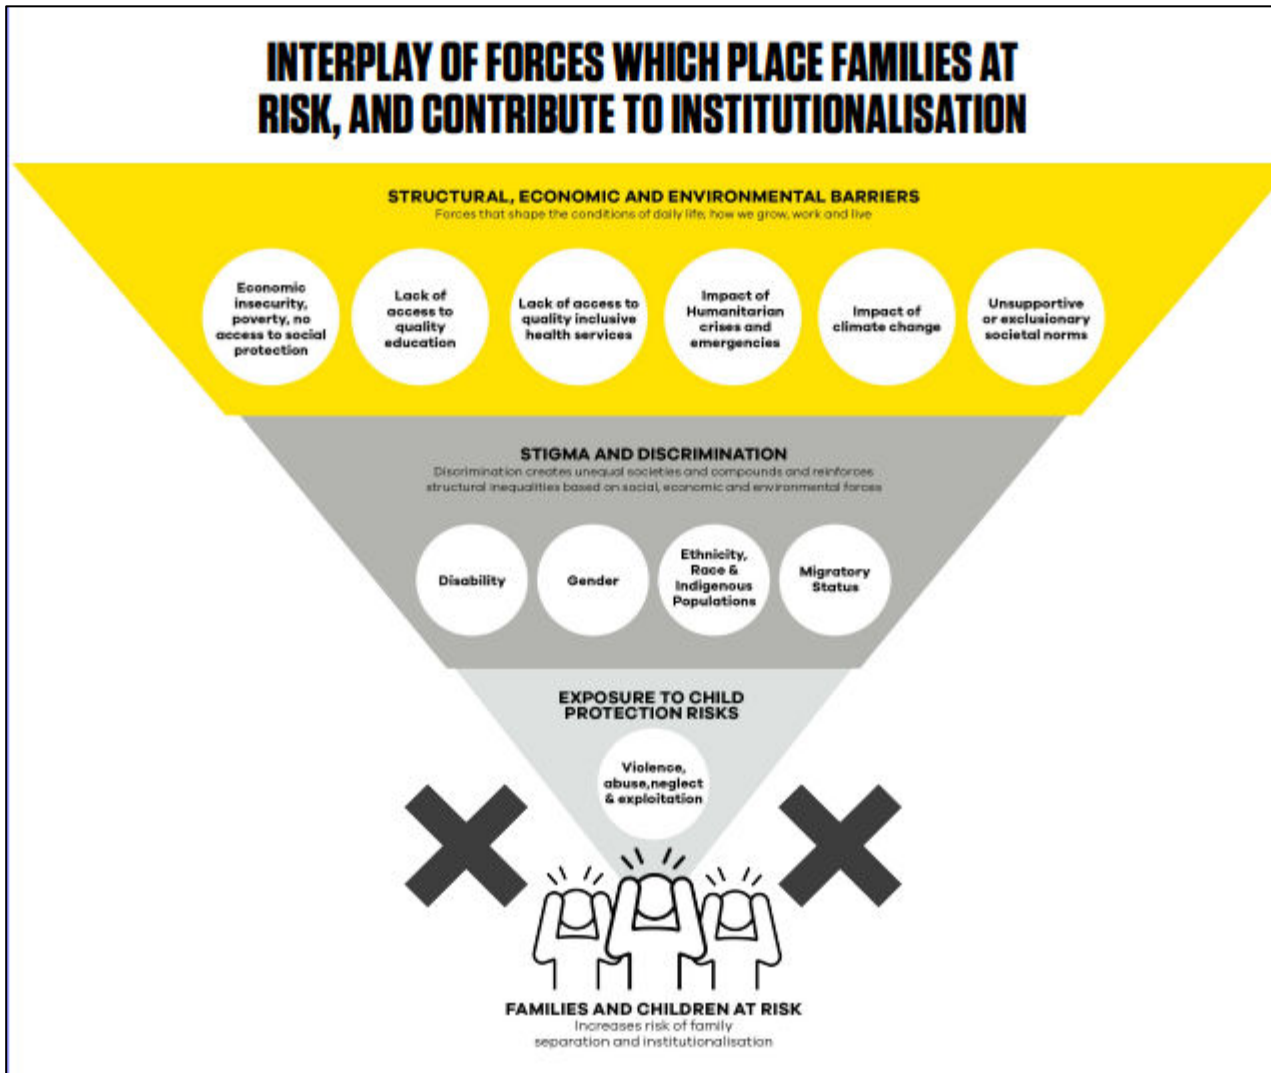 INTERPLAY OF FORCES WHICH PLACE FAMILIES AT
RISK, AND CONTRIBUTE TO INSTITUTIONALISATION
STRUCTURAL, ECONOMIC AND ENVIRONMENTAL BARRIERS
Forces that shape the conditions of daily life, how we grow, work and live
Economic
insecurity,
poverty, no
access to social
protection
Lack of
access to
quality
education
Lack of access to
quality inclusive
health services
Impact of
Humanitarian
crises and
emergencies
Impact of
climate change
Unsupportive
or exclusionary
societal norms
STIGMA AND DISCRIMINATION
Discrimination creates unequal societies and compounds and reinforces
structural inequalities based on social, economic and environmental forces
Disability
Gender
Ethnicity,
Race &
Indigenous
Populations
Migratory
Status
EXPOSURE TO CHILD
PROTECTION RISKS
Violence,
abuse,neglect
& exploitation
FAMILIES AND CHILDREN AT RISK
Increases risk of family
separation and institutionalisation